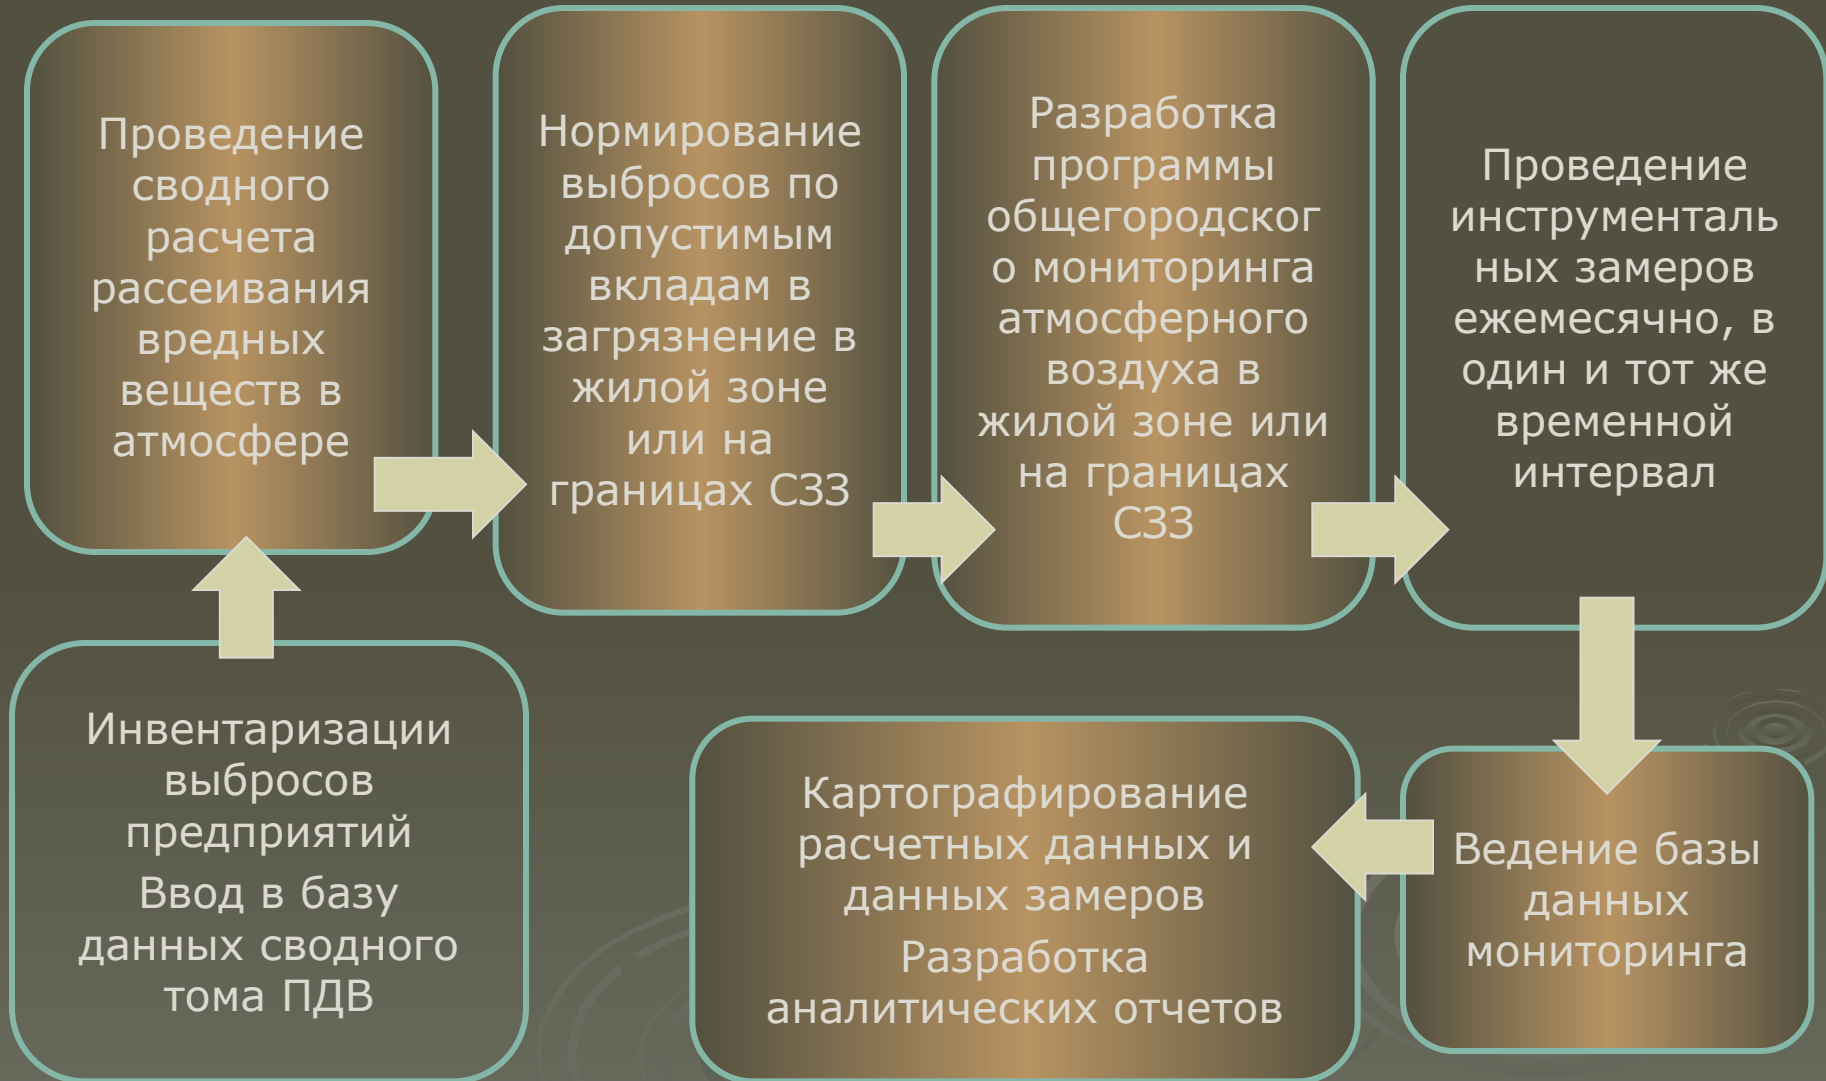 Проведение
сводного
расчета
рассеивания
вредных
веществ в
атмосфере
Нормирование
выбросов по
допустимым
вкладам в
загрязнение в
жилой зоне
или на
границах СЗЗ
Разработка
программы
общегородског
о мониторинга
атмосферного
воздуха в
жилой зоне или
на границах
СЗЗ
Проведение
инструменталь
ных замеров
ежемесячно, в
один и тот же
временной
интервал
Инвентаризации
выбросов
предприятий
Ввод в базу
данных сводного
тома ПДВ
Картографирование
расчетных данных и
данных замеров
Разработка
аналитических отчетов
Ведение базы
данных
мониторинга